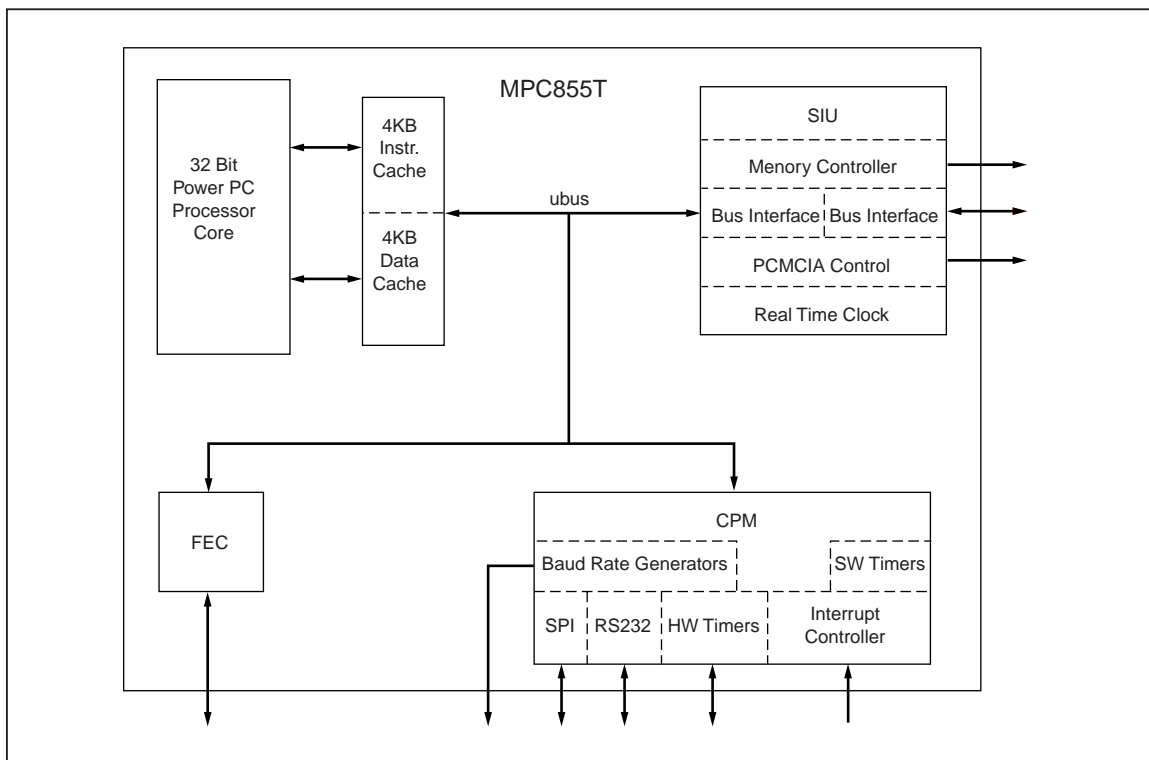 MPC855T
32 Bit
Power PC
Processor
Core
4KB
Instr.
Cache
4KB
Data
Cache
ubus
SIU
Menory Controller
Bus Interface
Bus Interface
PCMCIA Control
Real Time Clock
FEC
CPM
Baud Rate Generators
SW Timers
SPI
RS232
HW Timers
Interrupt
Controller